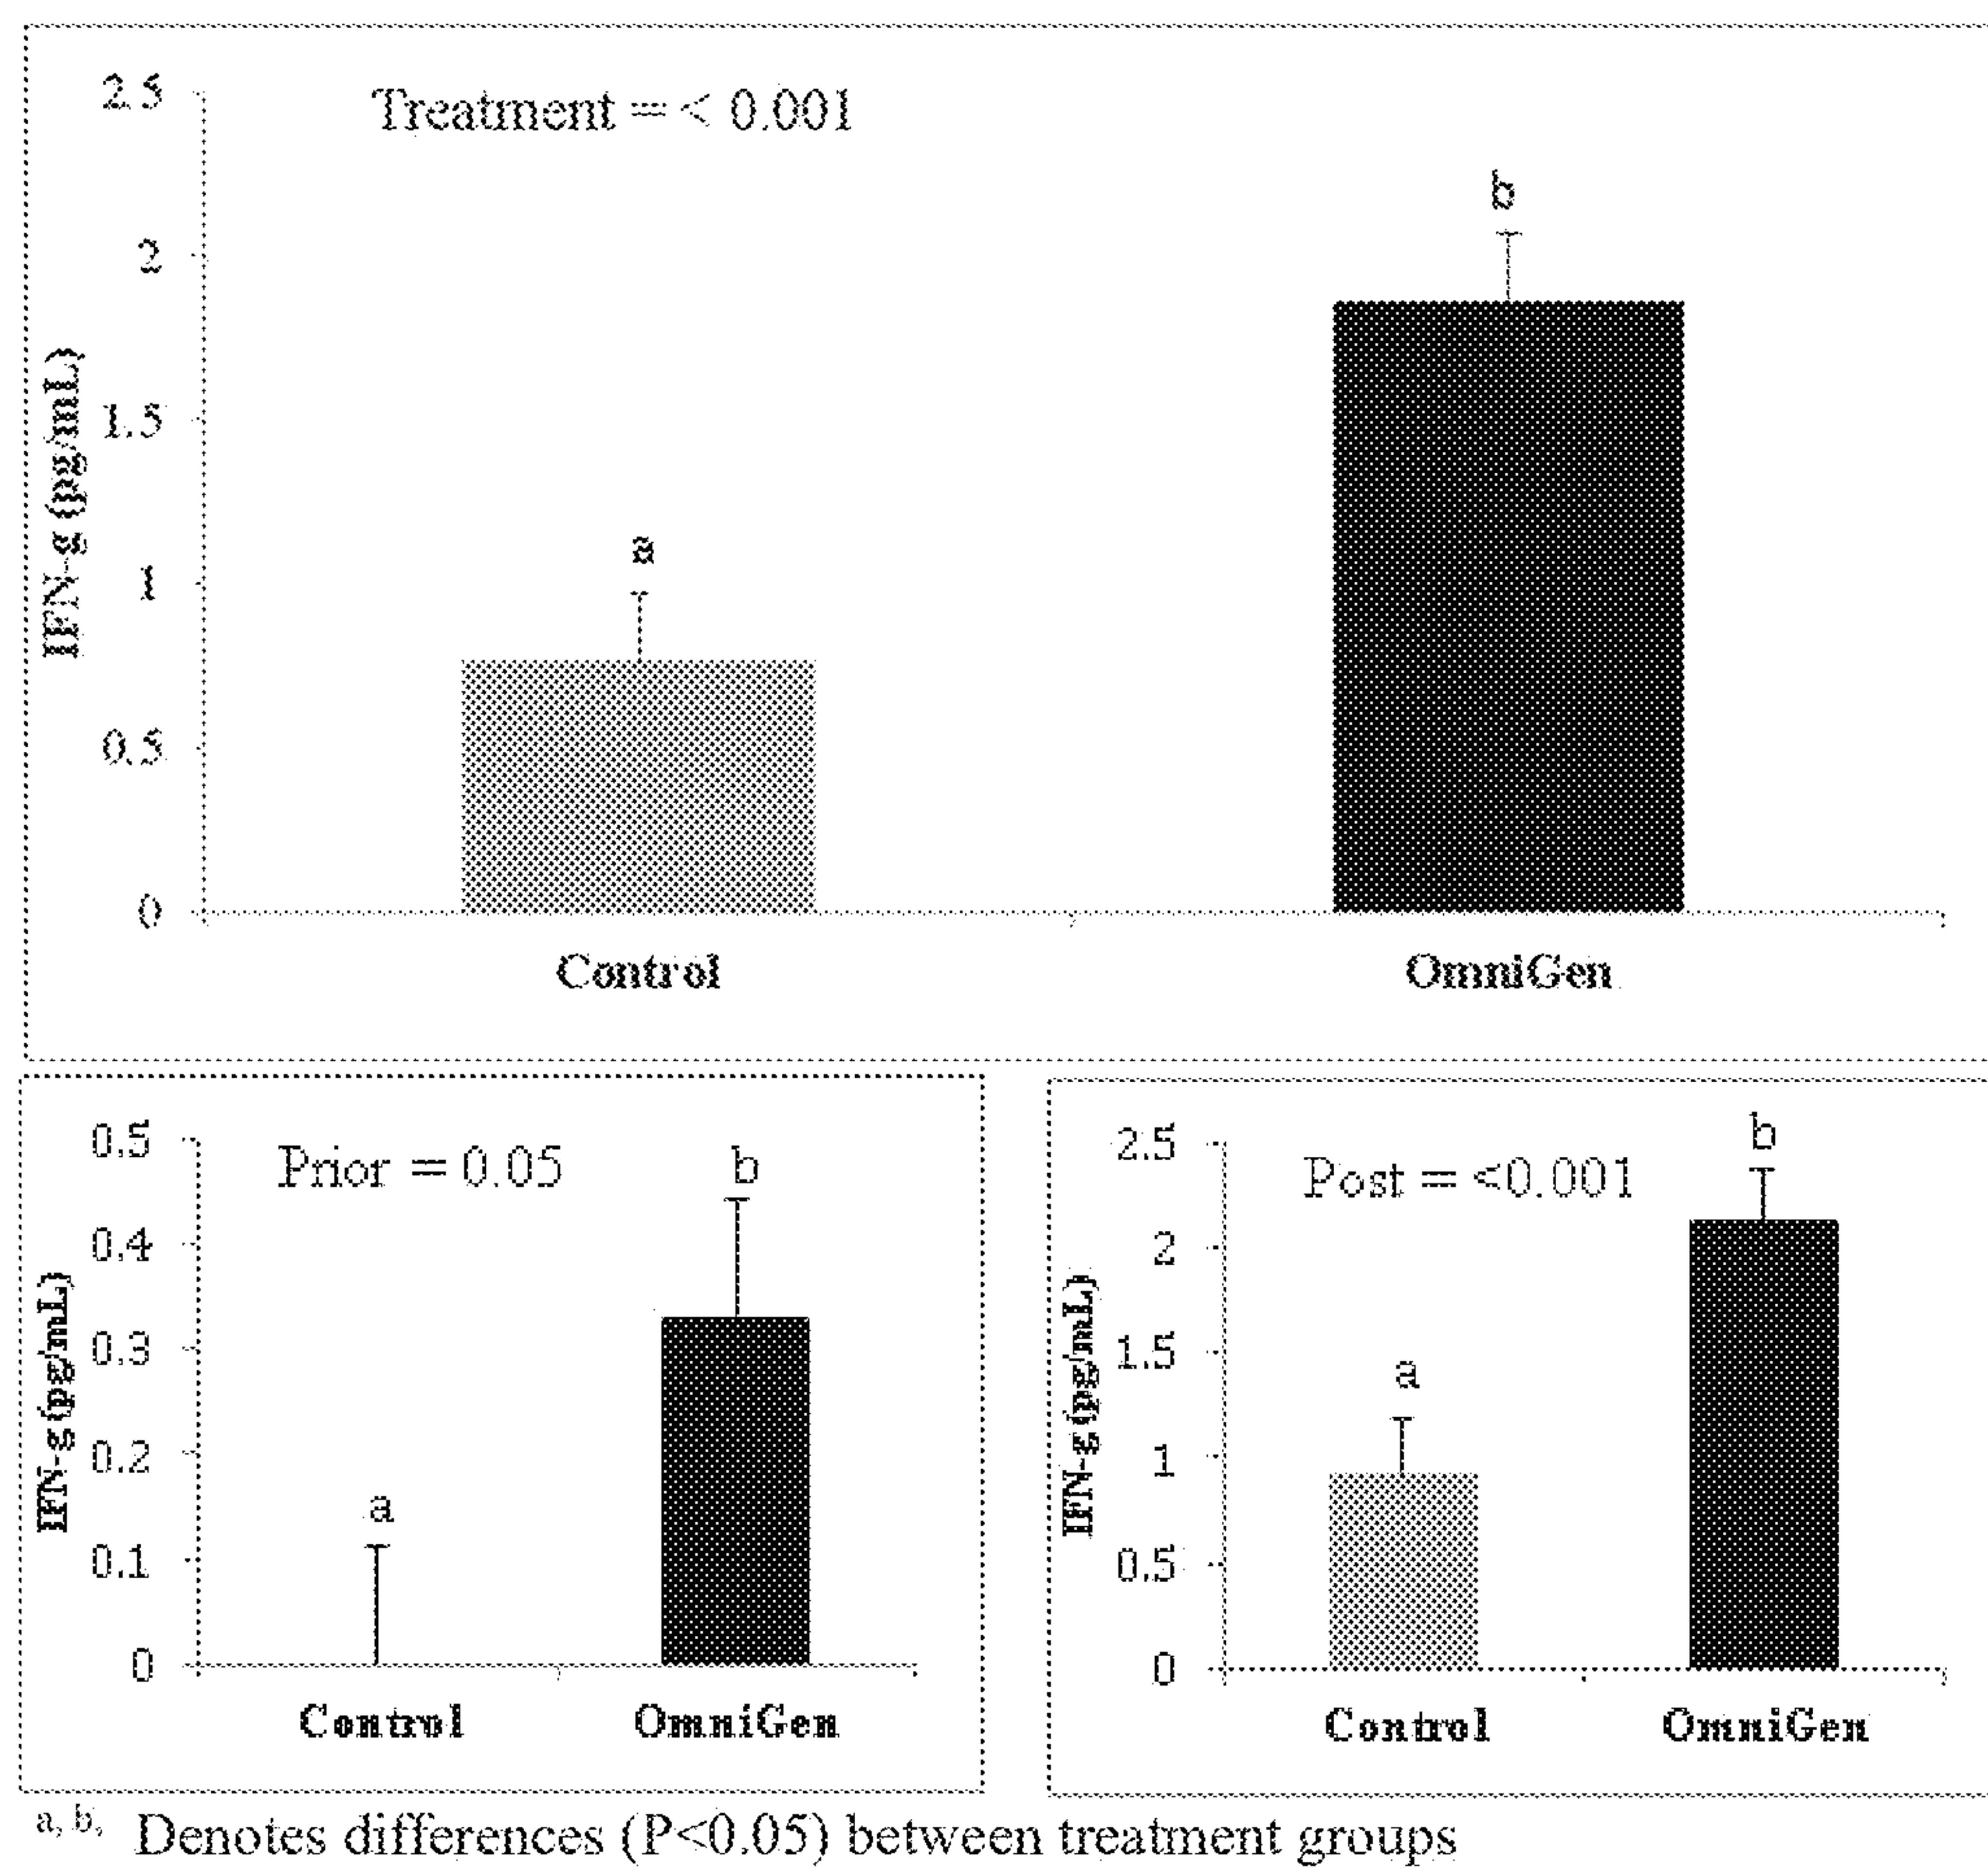 Treatment = < 0.001
2.5
2
1.5
1
0.5
0
IFN-g (pg/mL)
a
b
Control OmniGen
Prior = 0.05
0.5
0.4
0.3
0.2
0.1
0
IFN-g (pg/mL)
a
b
Control OmniGen
Post = <0.001
2.5
2
1.5
1
0.5
0
IFN-g (pg/mL)
a
b
Control OmniGen
a, b, Denotes differences (P<0.05) between treatment groups